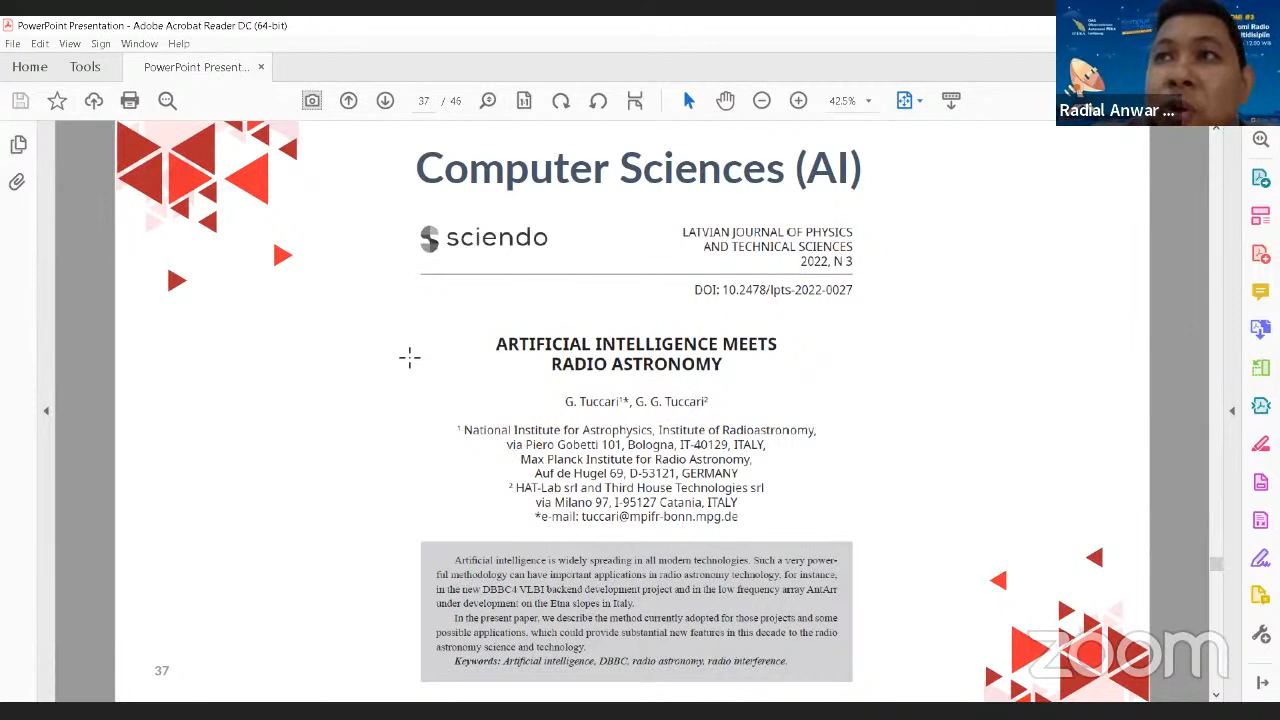 PowerPoint Presentation - Adobe Acrobat Reader DC (64-bit)
File Edit View Sign Window Help
Home Tools PowerPoint Present... ×
37 / 46 42.5%
ITERA
12.00 WIB
Radial Anwar ...
Computer Sciences (AI)
sciendo
LATVIAN JOURNAL OF PHYSICS
AND TECHNICAL SCIENCES
2022, N 3
DOI: 10.2478/lpts-2022-0027
ARTIFICIAL INTELLIGENCE MEETS
RADIO ASTRONOMY
G. Tuccari¹*, G. G. Tuccari²
¹ National Institute for Astrophysics, Institute of Radioastronomy,
via Piero Gobetti 101, Bologna, IT-40129, ITALY,
Max Planck Institute for Radio Astronomy,
Auf de Hugel 69, D-53121, GERMANY
² HAT-Lab srl and Third House Technologies srl
via Milano 97, I-95127 Catania, ITALY
*e-mail: tuccari@mpifr-bonn.mpg.de
Artificial intelligence is widely spreading in all modern technologies. Such a very power-
ful methodology can have important applications in radio astronomy technology, for instance,
in the new DBBC4 VLBI backend development project and in the low frequency array AntArr
under development on the Etna slopes in Italy.
In the present paper, we describe the method currently adopted for those projects and some
possible applications, which could provide substantial new features in this decade to the radio
astronomy science and technology.
Keywords: Artificial intelligence, DBBC, radio astronomy, radio interference.
37
zoom